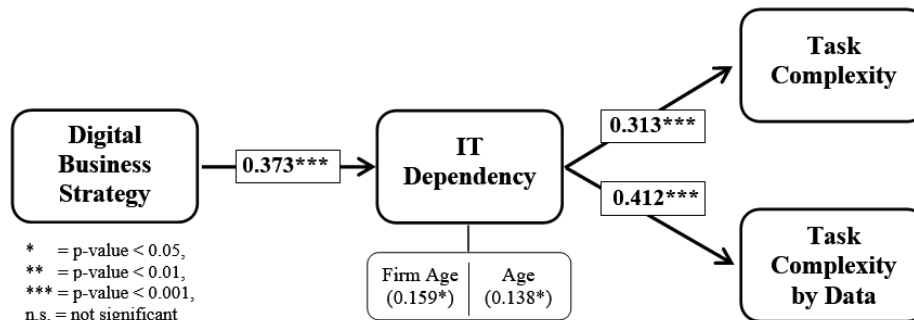 Task
Complexity
0.313***
Digital
Business
Strategy
0.373***
IT
Dependency
0.412***
Task
Complexity
by Data
Firm Age
(0.159*)
Age
(0.138*)
* = p-value < 0.05,
** = p-value < 0.01,
*** = p-value < 0.001,
n.s. = not significant